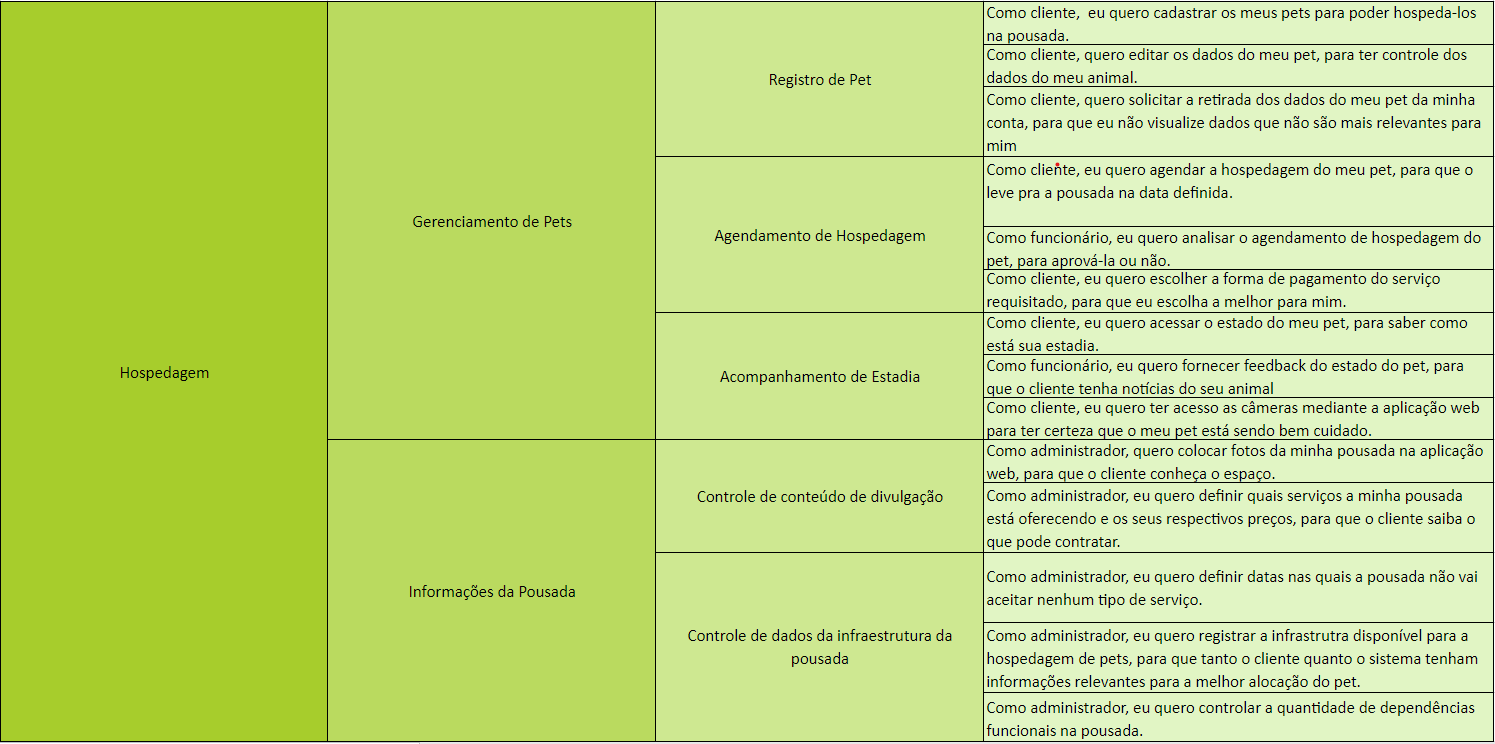 Hospedagem
Gerenciamento de Pets
Registro de Pet
Como cliente,  eu quero cadastrar os meus pets para poder hospeda-los
na pousada.
Como cliente, quero editar os dados do meu pet, para ter controle dos
dados do meu animal.
Como cliente, quero solicitar a retirada dos dados do meu pet da minha
conta, para que eu não visualize dados que não são mais relevantes para
mim
Agendamento de Hospedagem
Como cliente, eu quero agendar a hospedagem do meu pet, para que o
leve pra a pousada na data definida.
Como funcionário, eu quero analisar o agendamento de hospedagem do
pet, para aprová-la ou não.
Como cliente, eu quero escolher a forma de pagamento do serviço
requisitado, para que eu escolha a melhor para mim.
Acompanhamento de Estadia
Como cliente, eu quero acessar o estado do meu pet, para saber como
está sua estadia.
Como funcionário, eu quero fornecer feedback do estado do pet, para
que o cliente tenha notícias do seu animal
Como cliente, eu quero ter acesso as câmeras mediante a aplicação web
para ter certeza que o meu pet está sendo bem cuidado.
Informações da Pousada
Controle de conteúdo de divulgação
Como administrador, quero colocar fotos da minha pousada na aplicação
web, para que o cliente conheça o espaço.
Como administrador, eu quero definir quais serviços a minha pousada
está oferecendo e os seus respectivos preços, para que o cliente saiba o
que pode contratar.
Controle de dados da infraestrutura da
pousada
Como administrador, eu quero definir datas nas quais a pousada não vai
aceitar nenhum tipo de serviço.
Como administrador, eu quero registrar a infrastrutra disponível para a
hospedagem de pets, para que tanto o cliente quanto o sistema tenham
informações relevantes para a melhor alocação do pet.
Como administrador, eu quero controlar a quantidade de dependências
funcionais na pousada.